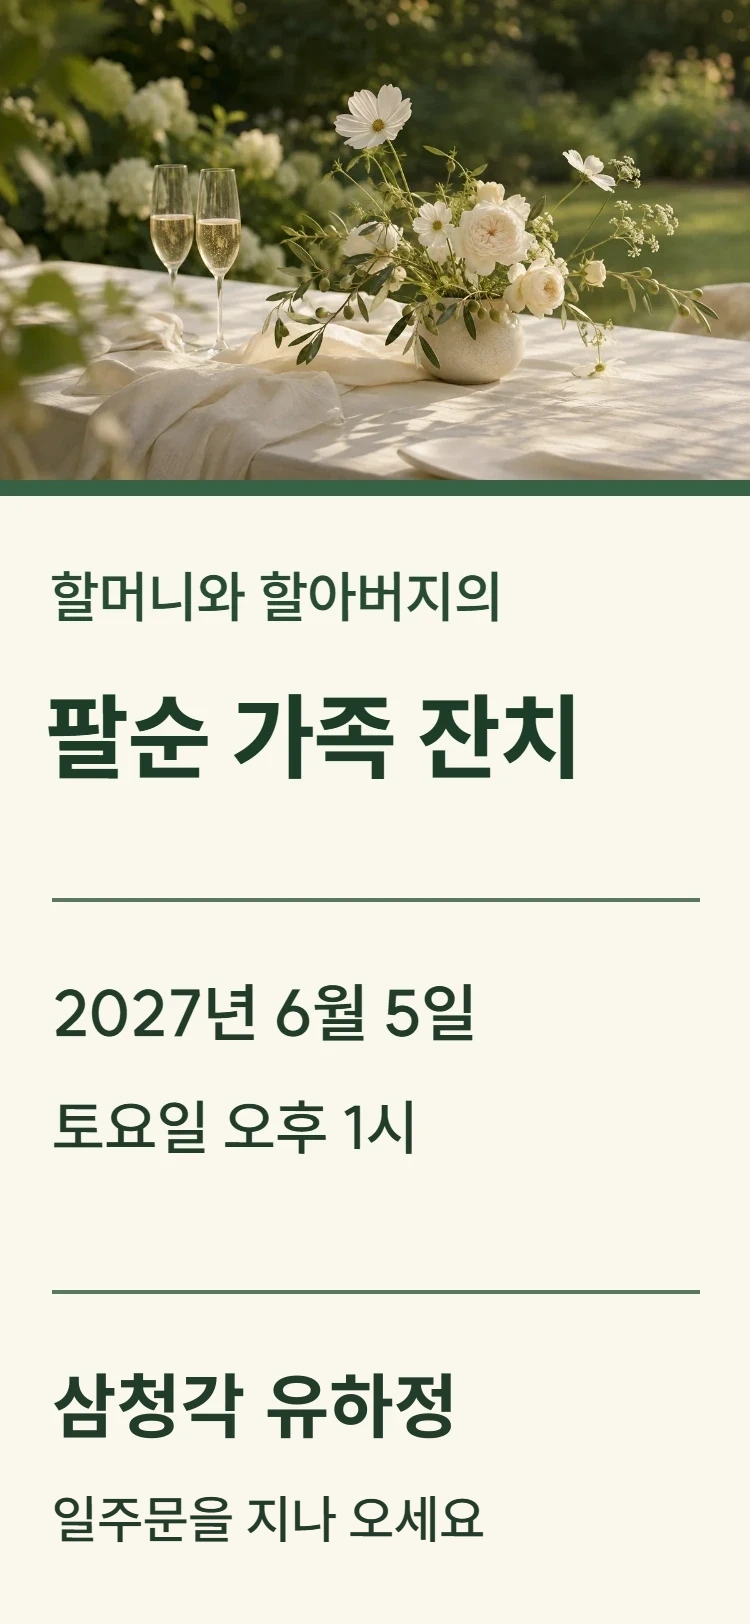 할머니와 할아버지의
팔순 가족 잔치
2027년 6월 5일
토요일 오후 1시
삼청각 유하정
일주문을 지나 오세요